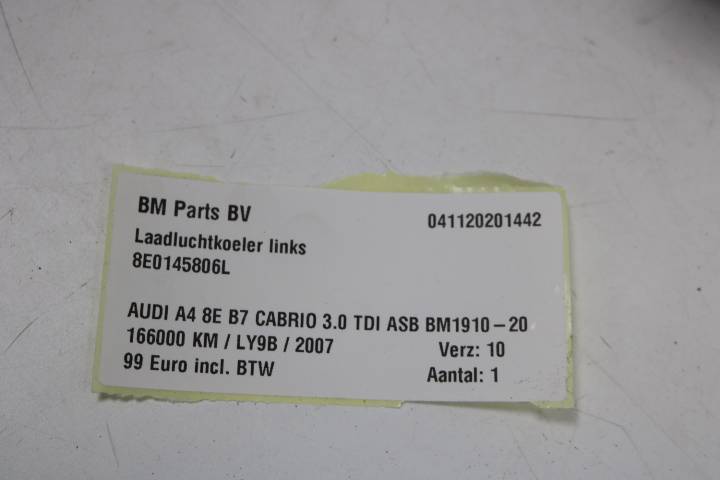 BM Parts BV 041120201442
Laadluchtkoeler links
8E0145806L
AUDI A4 8E B7 CABRIO 3.0 TDI ASB BM1910-20
166000 KM / LY9B / 2007 Verz: 10
99 Euro incl. BTW Aantal: 1